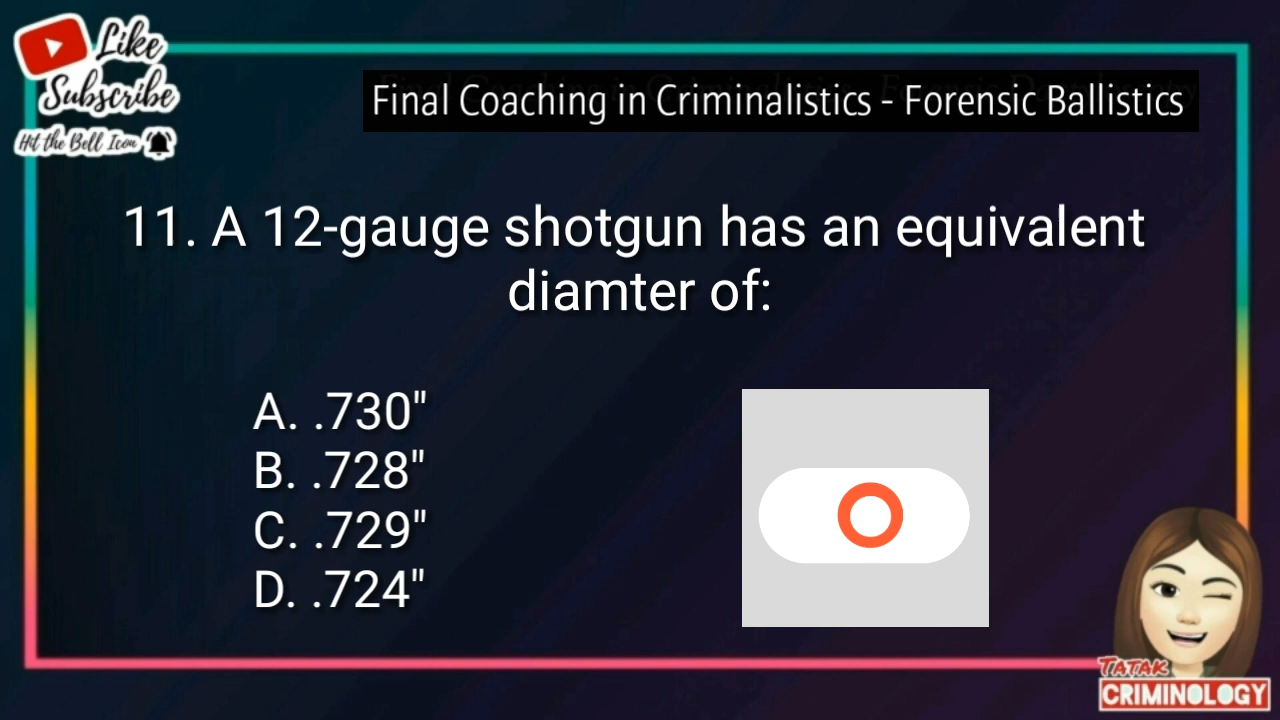 Like
Subscribe
Hit the Bell Icon
Final Coaching in Criminalistics - Forensic Ballistics
11. A 12-gauge shotgun has an equivalent
diamter of:
A. .730"
B. .728"
C. .729"
D. .724"
TATAK
CRIMINOLOGY